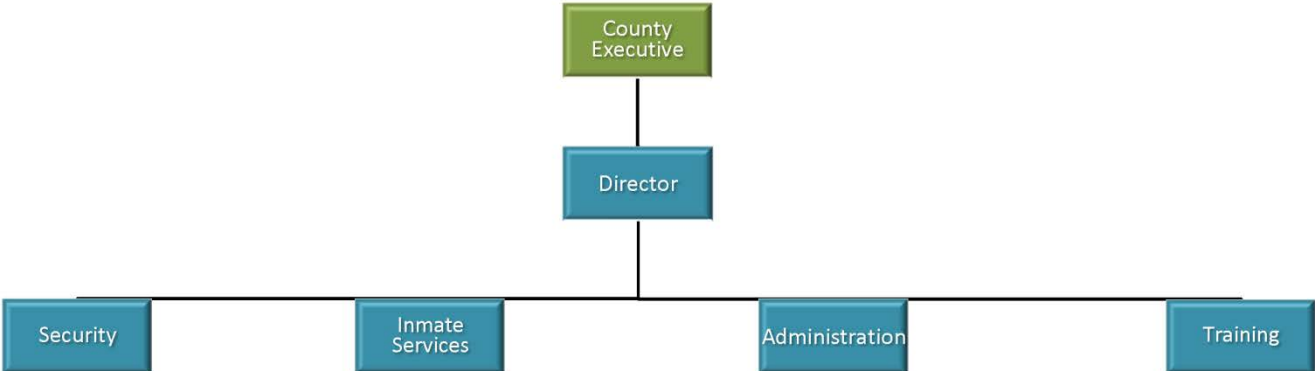 County
Executive
Director
Security
Inmate
Services
Administration
Training